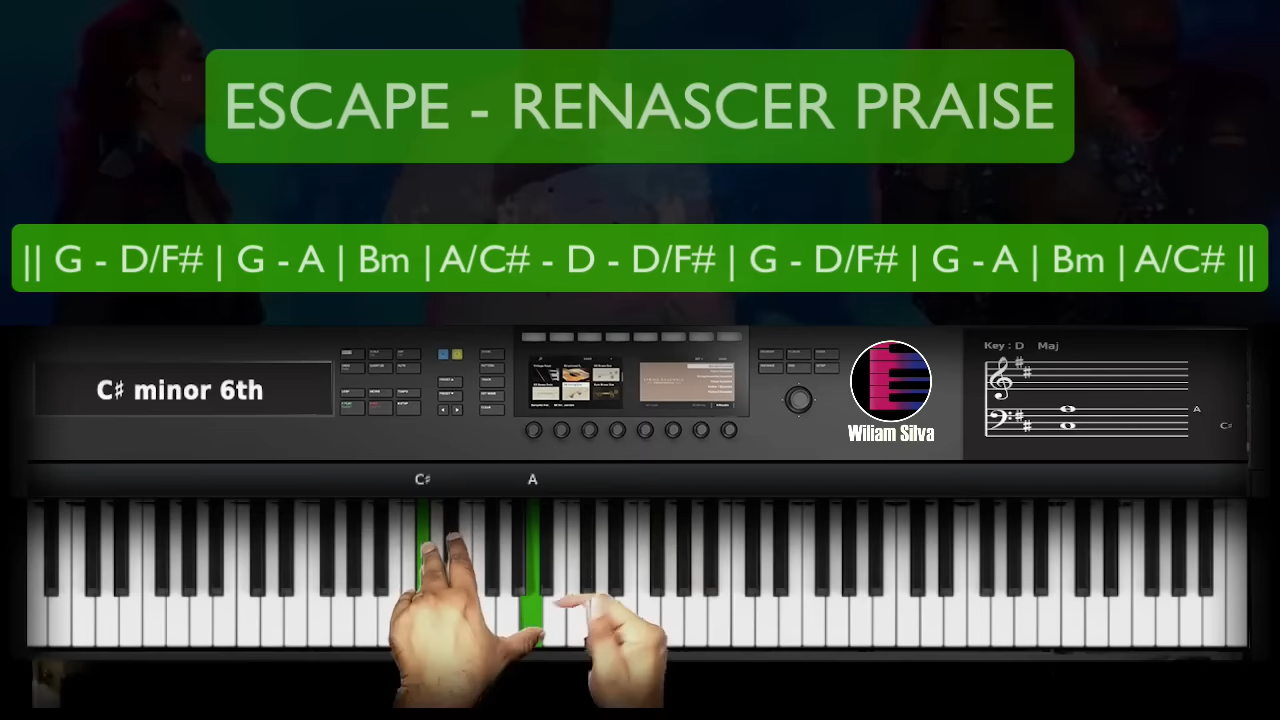 ESCAPE - RENASCER PRAISE
|| G - D/F# | G - A | Bm | A/C# - D - D/F# | G - D/F# | G - A | Bm | A/C# ||
C♯ minor 6th
Key : D Maj
A
C♯
Wiliam Silva
C♯ A